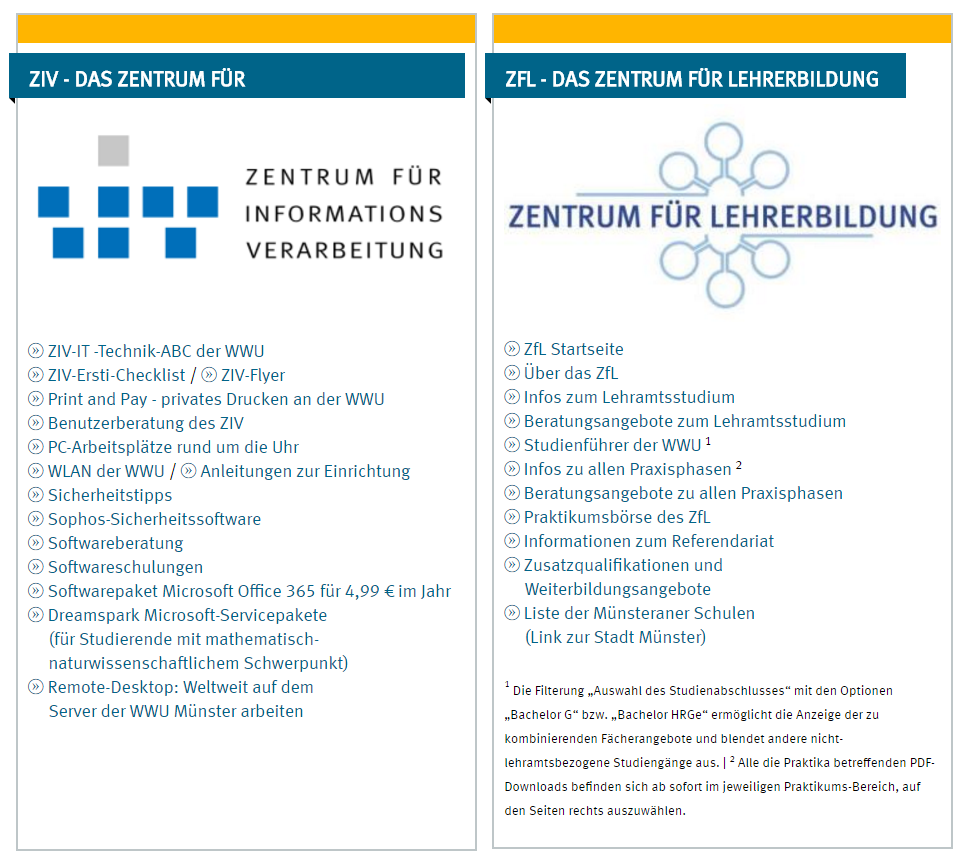 ZIV - DAS ZENTRUM FÜR
ZENTRUM FÜR
INFORMATIONS
VERARBEITUNG
» ZIV-IT -Technik-ABC der WWU
» ZIV-Ersti-Checklist / » ZIV-Flyer
» Print and Pay - privates Drucken an der WWU
» Benutzerberatung des ZIV
» PC-Arbeitsplätze rund um die Uhr
» WLAN der WWU / » Anleitungen zur Einrichtung
» Sicherheitstipps
» Sophos-Sicherheitssoftware
» Softwareberatung
» Softwareschulungen
» Softwarepaket Microsoft Office 365 für 4,99 € im Jahr
» Dreamspark Microsoft-Servicepakete
(für Studierende mit mathematisch-
naturwissenschaftlichem Schwerpunkt)
» Remote-Desktop: Weltweit auf dem
Server der WWU Münster arbeiten
ZFL - DAS ZENTRUM FÜR LEHRERBILDUNG
ZENTRUM FÜR LEHRERBILDUNG
» ZfL Startseite
» Über das ZfL
» Infos zum Lehramtsstudium
» Beratungsangebote zum Lehramtsstudium
» Studienführer der WWU ¹
» Infos zu allen Praxisphasen ²
» Beratungsangebote zu allen Praxisphasen
» Praktikumsbörse des ZfL
» Informationen zum Referendariat
» Zusatzqualifikationen und
Weiterbildungsangebote
» Liste der Münsteraner Schulen
(Link zur Stadt Münster)
¹ Die Filterung „Auswahl des Studienabschlusses“ mit den Optionen
„Bachelor G“ bzw. „Bachelor HRGe“ ermöglicht die Anzeige der zu
kombinierenden Fächerangebote und blendet andere nicht-
lehramtsbezogene Studiengänge aus. | ² Alle die Praktika betreffenden PDF-
Downloads befinden sich ab sofort im jeweiligen Praktikums-Bereich, auf
den Seiten rechts auszuwählen.